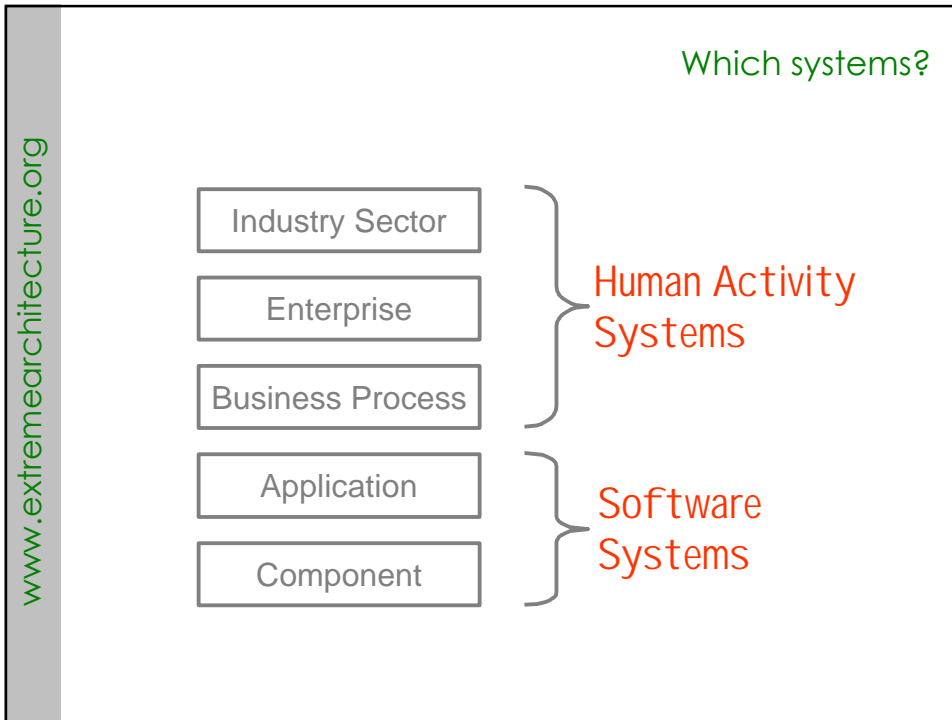 Which systems?
www.extremearchitecture.org
Industry Sector
Enterprise
Business Process
Human Activity
Systems
Application
Component
Software
Systems